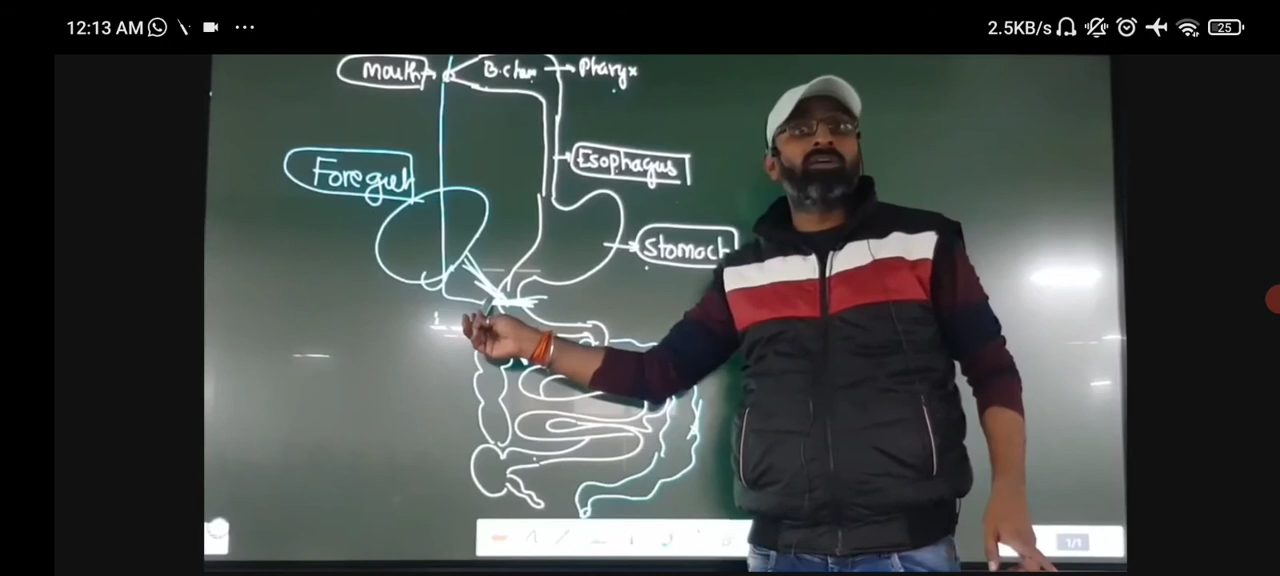 12:13 AM
2.5KB/s
25
Mouth
B.cham
Pharyx
Foregut
Esophagus
Stomach
1/1